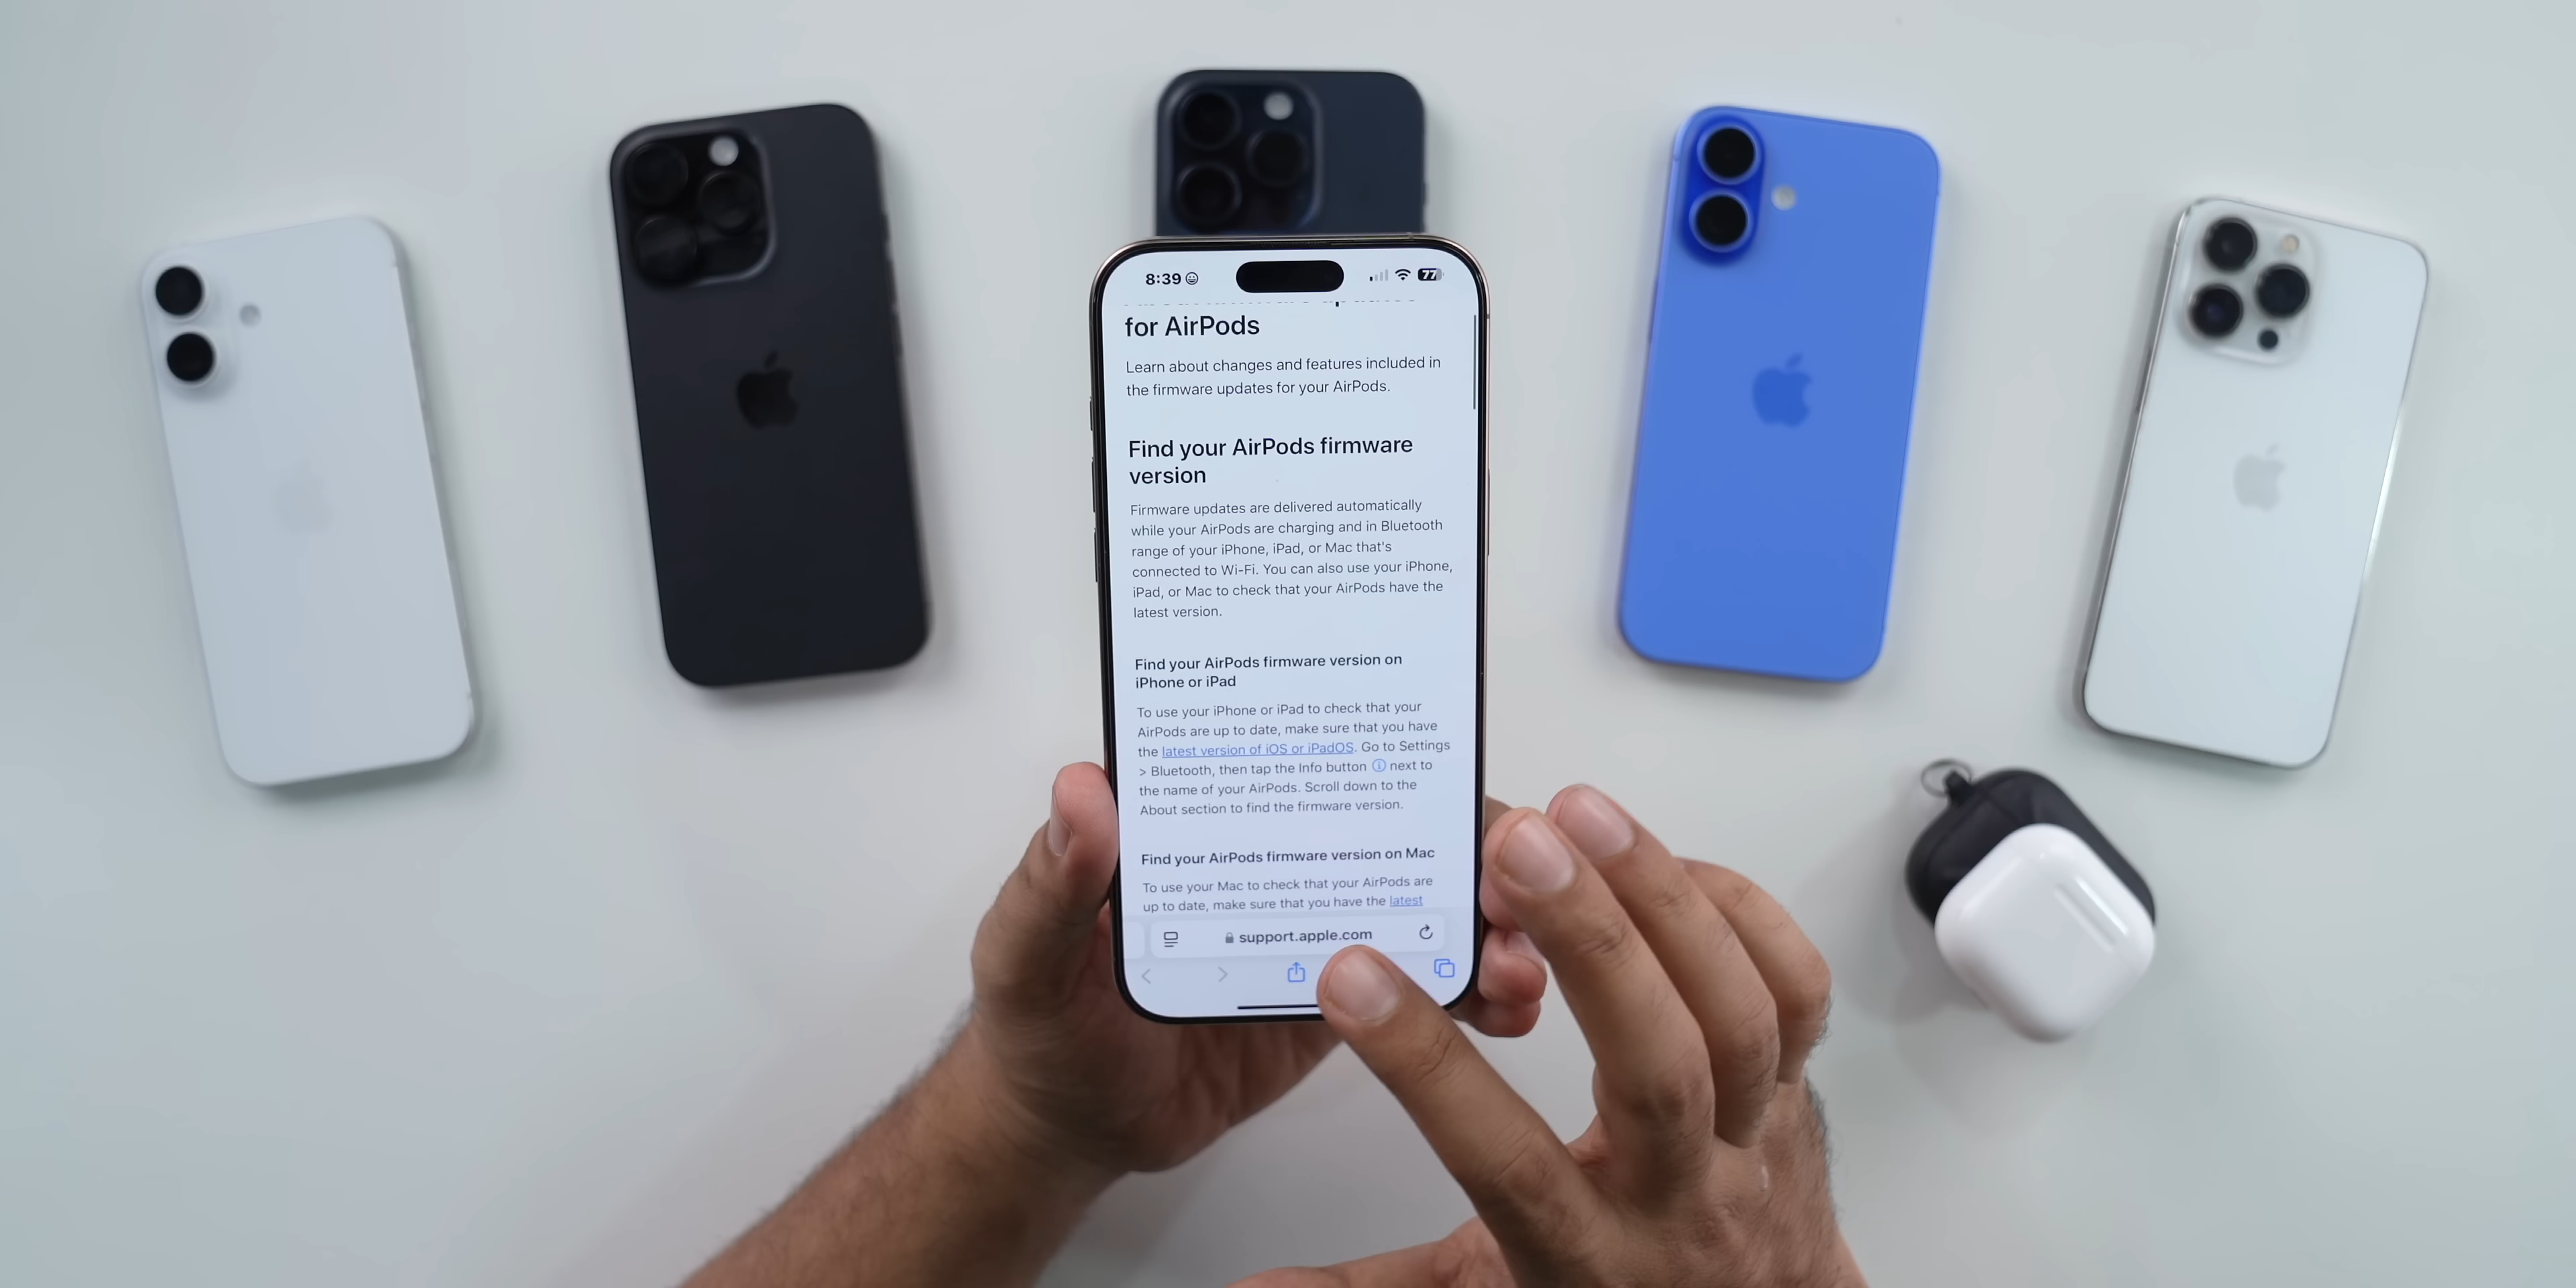 8:39
77
for AirPods
Learn about changes and features included in
the firmware updates for your AirPods.
Find your AirPods firmware
version
Firmware updates are delivered automatically
while your AirPods are charging and in Bluetooth
range of your iPhone, iPad, or Mac that's
connected to Wi-Fi. You can also use your iPhone,
iPad, or Mac to check that your AirPods have the
latest version.
Find your AirPods firmware version on
iPhone or iPad
To use your iPhone or iPad to check that your
AirPods are up to date, make sure that you have
the latest version of iOS or iPadOS. Go to Settings
> Bluetooth, then tap the Info button ⓘ next to
the name of your AirPods. Scroll down to the
About section to find the firmware version.
Find your AirPods firmware version on Mac
To use your Mac to check that your AirPods are
up to date, make sure that you have the latest
support.apple.com